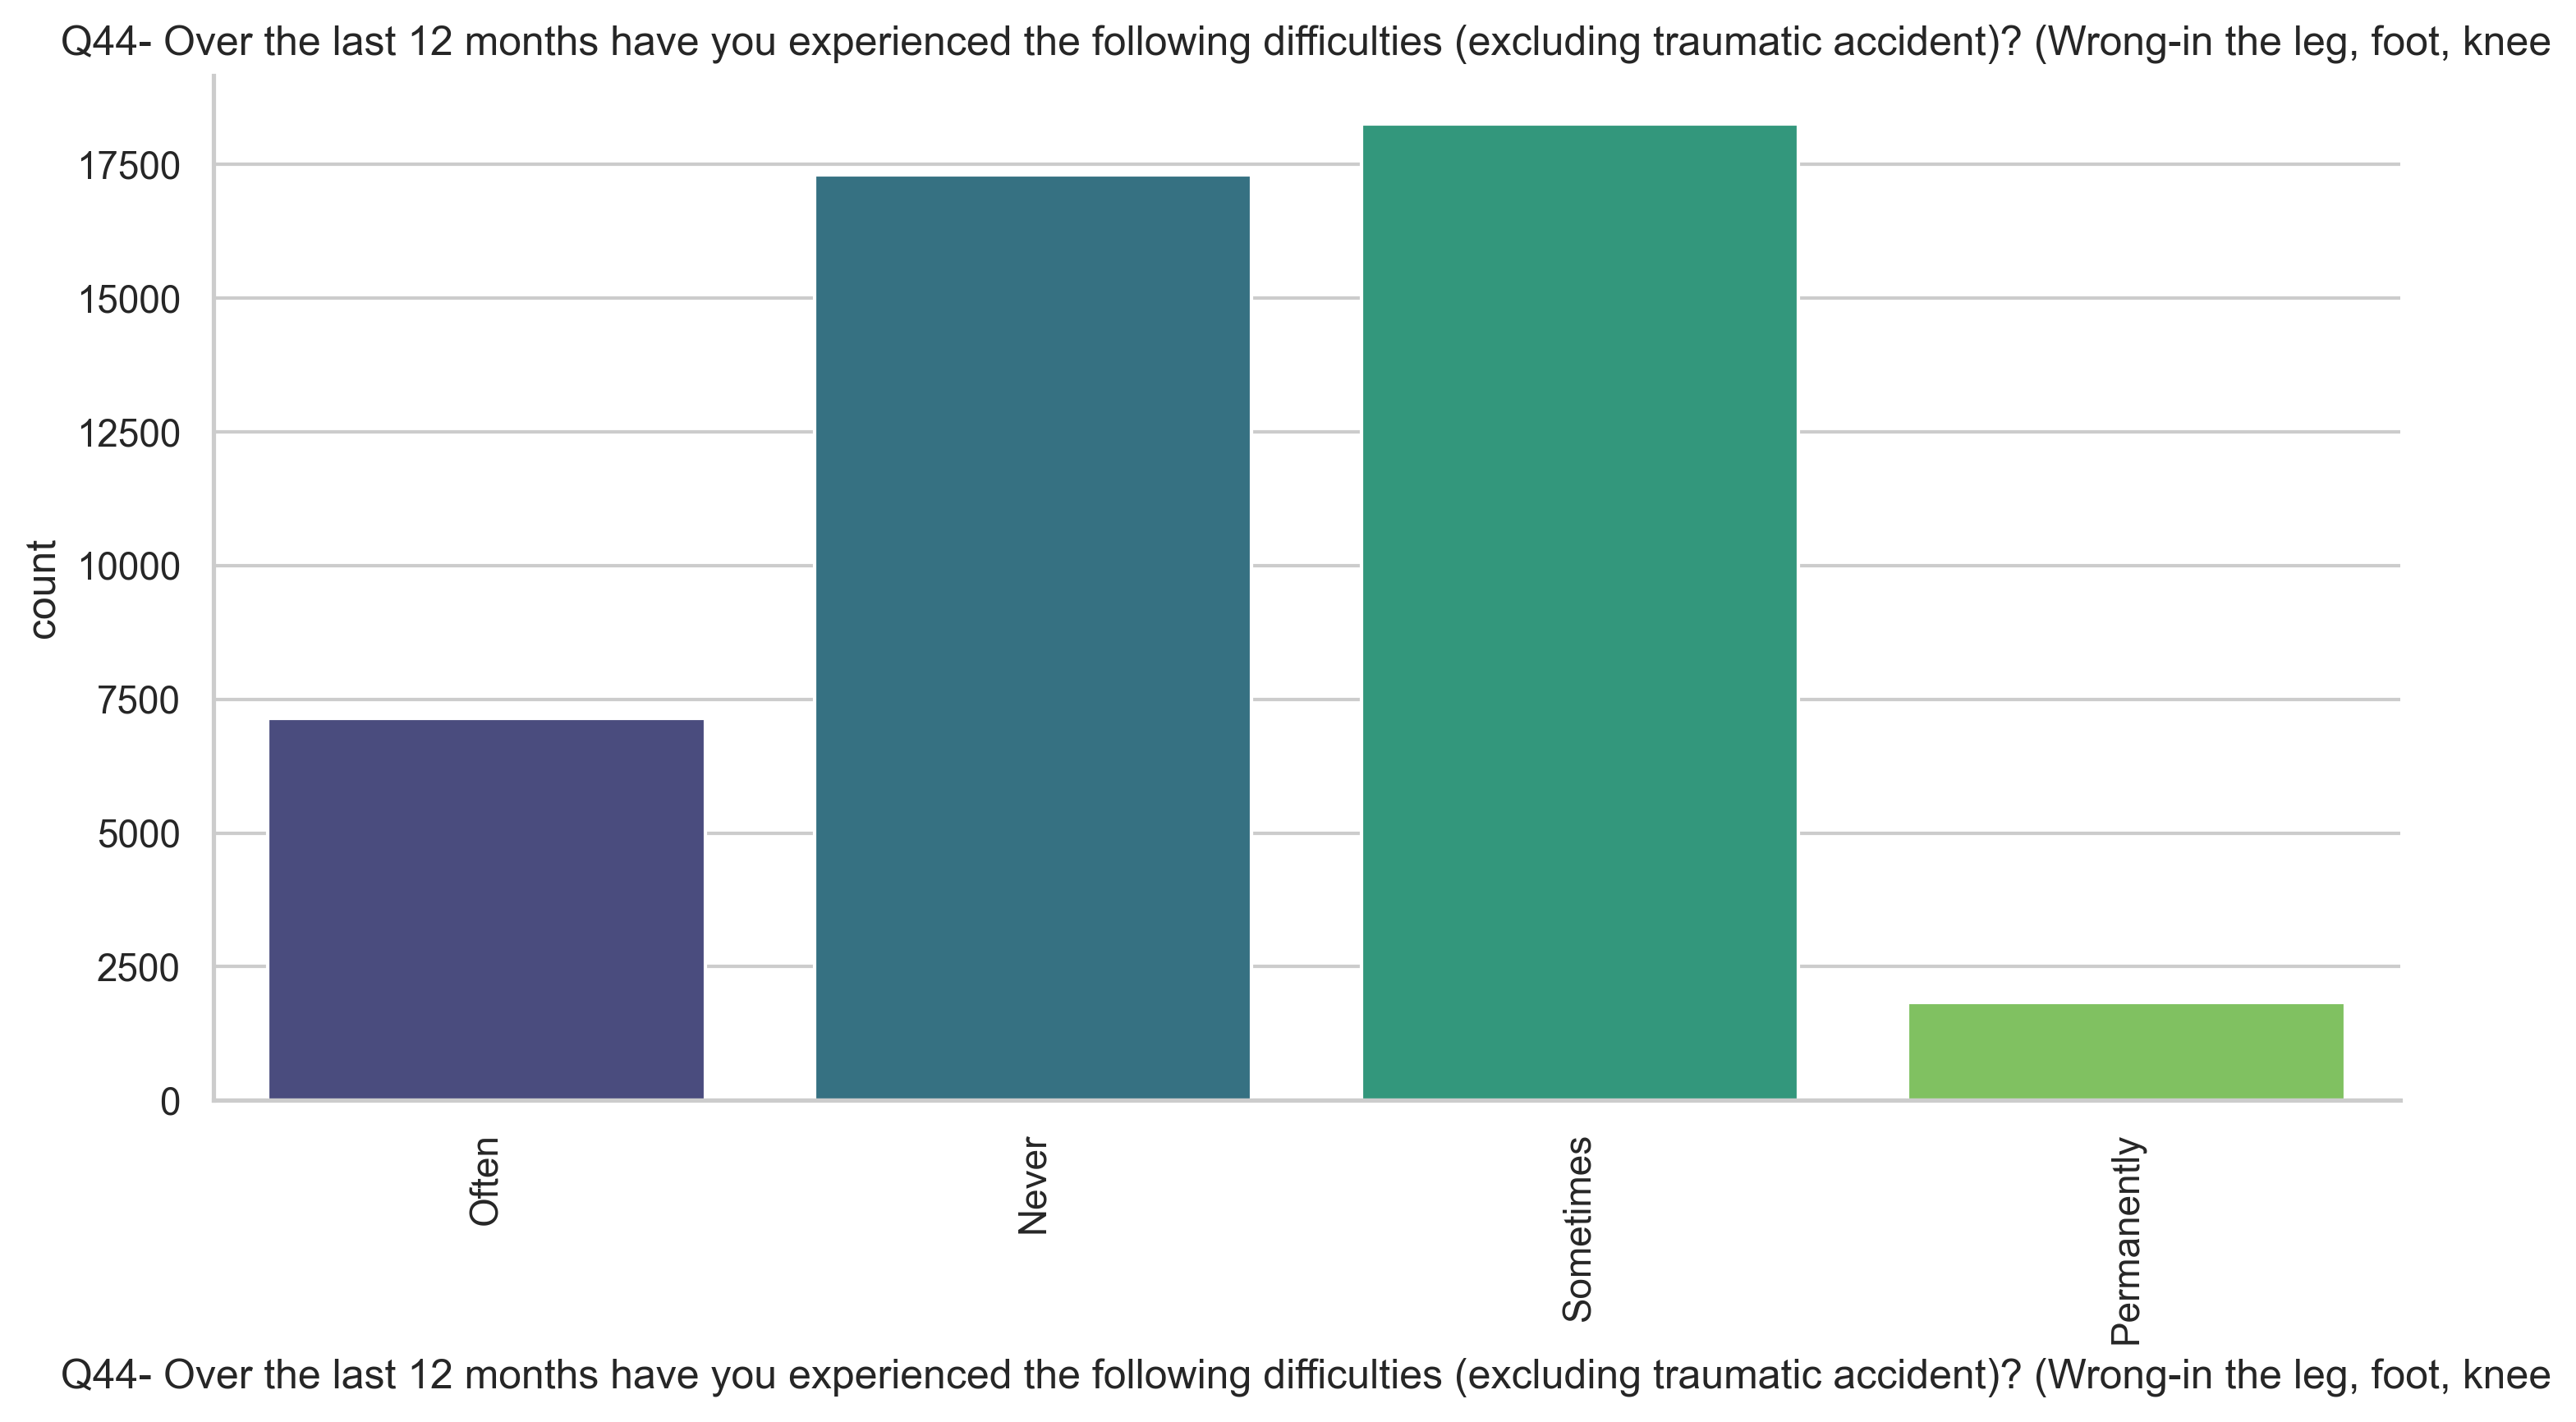 Q44- Over the last 12 months have you experienced the following difficulties (excluding traumatic accident)? (Wrong-in the leg, foot, knee
17500
15000
12500
10000
7500
5000
2500
0
count
Often
Never
Sometimes
Permanently
Q44- Over the last 12 months have you experienced the following difficulties (excluding traumatic accident)? (Wrong-in the leg, foot, knee